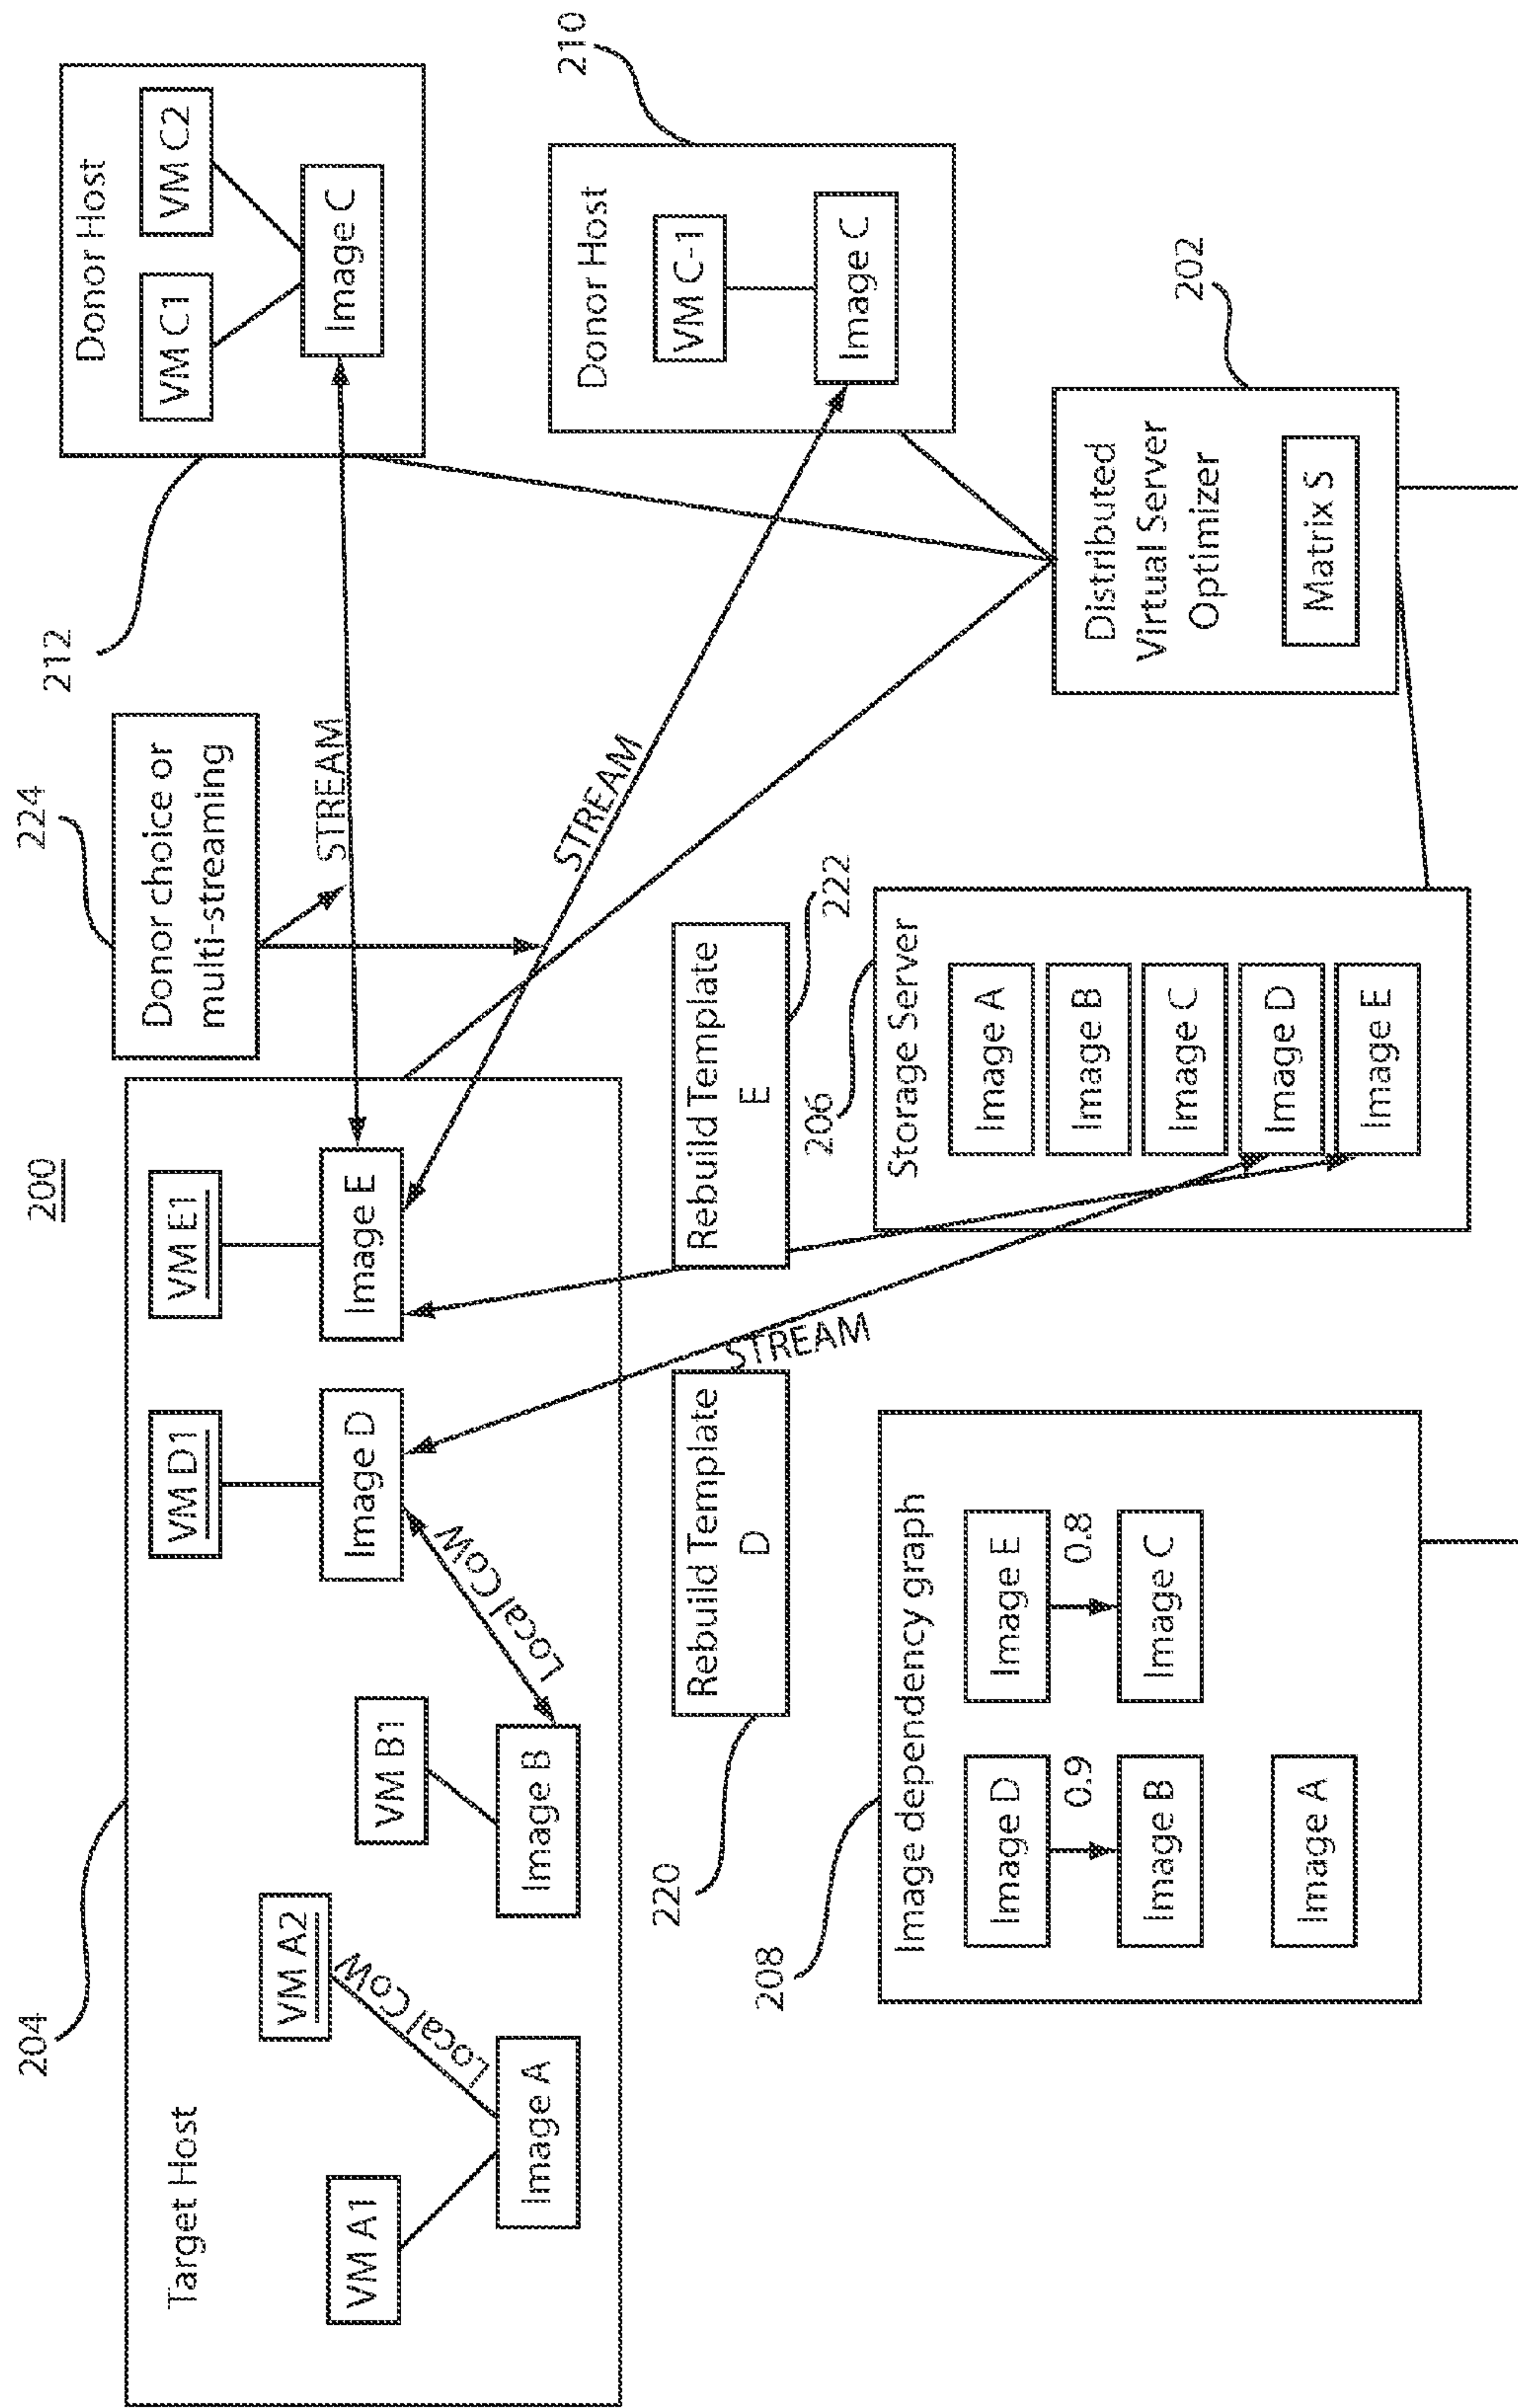 200
204
Target Host
VM A1
VM A2
Local CoW
Image A
VM B1
Image B
Local CoW
VM D1
Image D
VM E1
Image E
224
Donor choice or
multi-streaming
STREAM
STREAM
STREAM
212
Donor Host
VM C1
VM C2
Image C
210
Donor Host
VM C-1
Image C
220
Rebuild Template
D
222
Rebuild Template
E
208
Image dependency graph
Image D
0.9
Image B
Image E
0.8
Image C
Image A
206
Storage Server
Image A
Image B
Image C
Image D
Image E
202
Distributed
Virtual Server
Optimizer
Matrix S